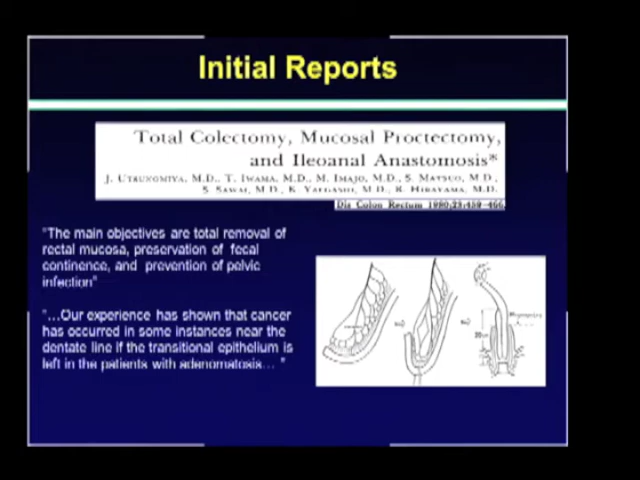 Initial Reports
Total Colectomy, Mucosal Proctectomy,
and Ileoanal Anastomosis*
J. UTSUNOMIYA, M.D., T. IWAMA, M.D., M. IMAJO, M.D., S. MATSUO, M.D.,
S. SAWAI, M.D., K. YAEGASHI, M.D., R. HIRAYAMA, M.D.
Dis Colon Rectum 1980;23:459-466.
"The main objectives are total removal of
rectal mucosa, preservation of fecal
continence, and prevention of pelvic
infection"
"…Our experience has shown that cancer
has occurred in some instances near the
dentate line if the transitional epithelium is
left in the patients with adenomatosis… "